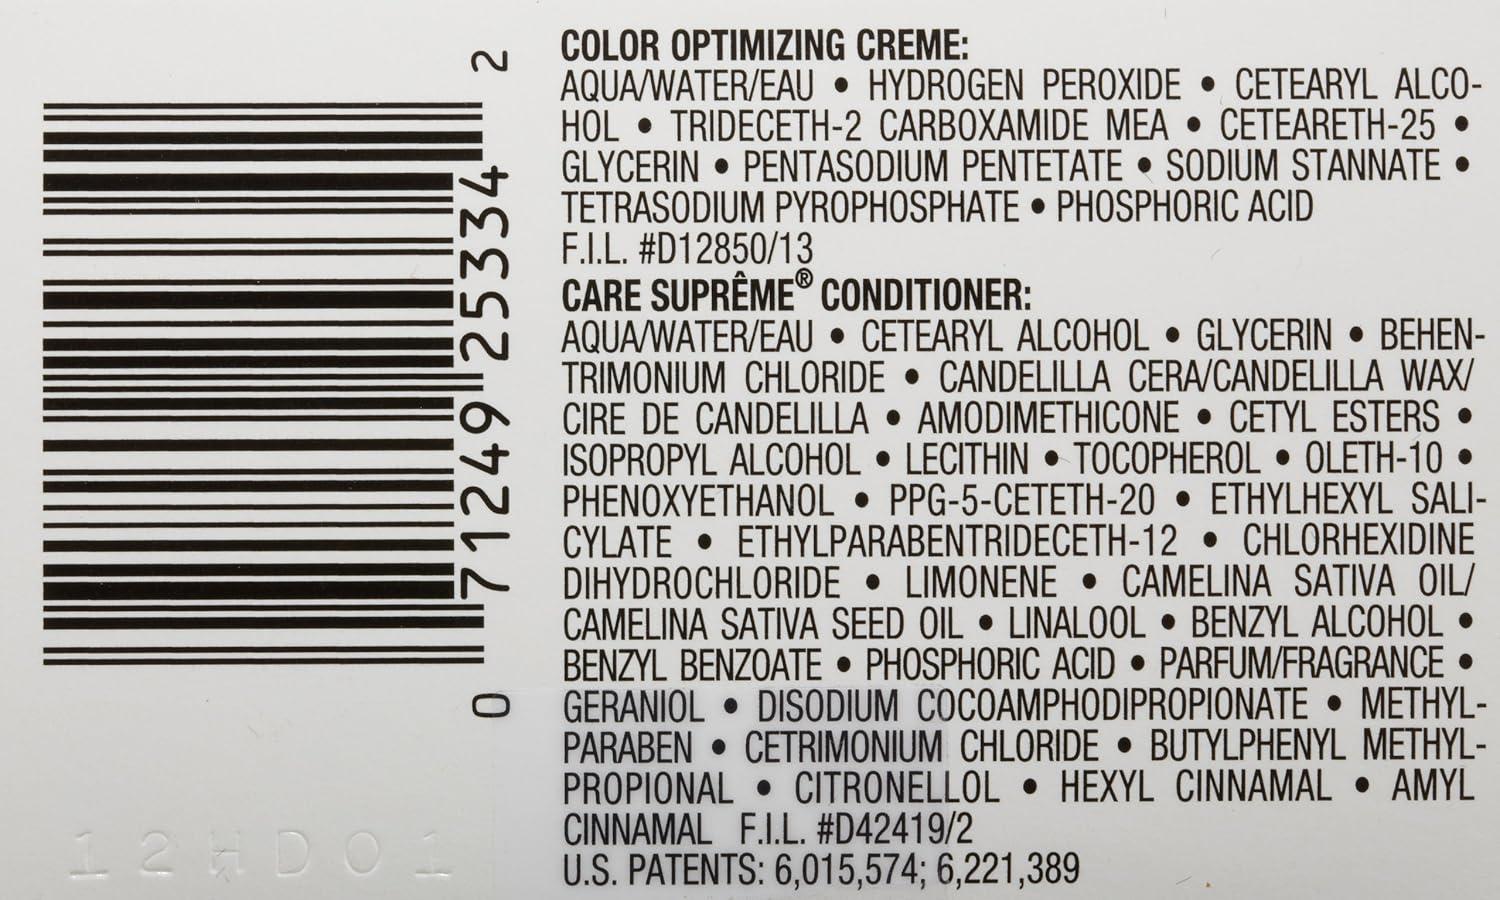 COLOR OPTIMIZING CREME:
AQUA/WATER/EAU • HYDROGEN PEROXIDE • CETEARYL ALCO-
HOL • TRIDECETH-2 CARBOXAMIDE MEA • CETEARETH-25 •
GLYCERIN • PENTASODIUM PENTETATE • SODIUM STANNATE •
TETRASODIUM PYROPHOSPHATE • PHOSPHORIC ACID
F.I.L. #D12850/13
CARE SUPRÊME® CONDITIONER:
AQUA/WATER/EAU • CETEARYL ALCOHOL • GLYCERIN • BEHEN-
TRIMONIUM CHLORIDE • CANDELILLA CERA/CANDELILLA WAX/
CIRE DE CANDELILLA • AMODIMETHICONE • CETYL ESTERS •
ISOPROPYL ALCOHOL • LECITHIN • TOCOPHEROL • OLETH-10 •
PHENOXYETHANOL • PPG-5-CETETH-20 • ETHYLHEXYL SALI-
CYLATE • ETHYLPARABENTRIDECETH-12 • CHLORHEXIDINE
DIHYDROCHLORIDE • LIMONENE • CAMELINA SATIVA OIL/
CAMELINA SATIVA SEED OIL • LINALOOL • BENZYL ALCOHOL •
BENZYL BENZOATE • PHOSPHORIC ACID • PARFUM/FRAGRANCE •
GERANIOL • DISODIUM COCOAMPHODIPROPIONATE • METHYL-
PARABEN • CETRIMONIUM CHLORIDE • BUTYLPHENYL METHYL-
PROPIONAL • CITRONELLOL • HEXYL CINNAMAL • AMYL
CINNAMAL F.I.L. #D42419/2
U.S. PATENTS: 6,015,574; 6,221,389
0 71249 25334 2
12HD01